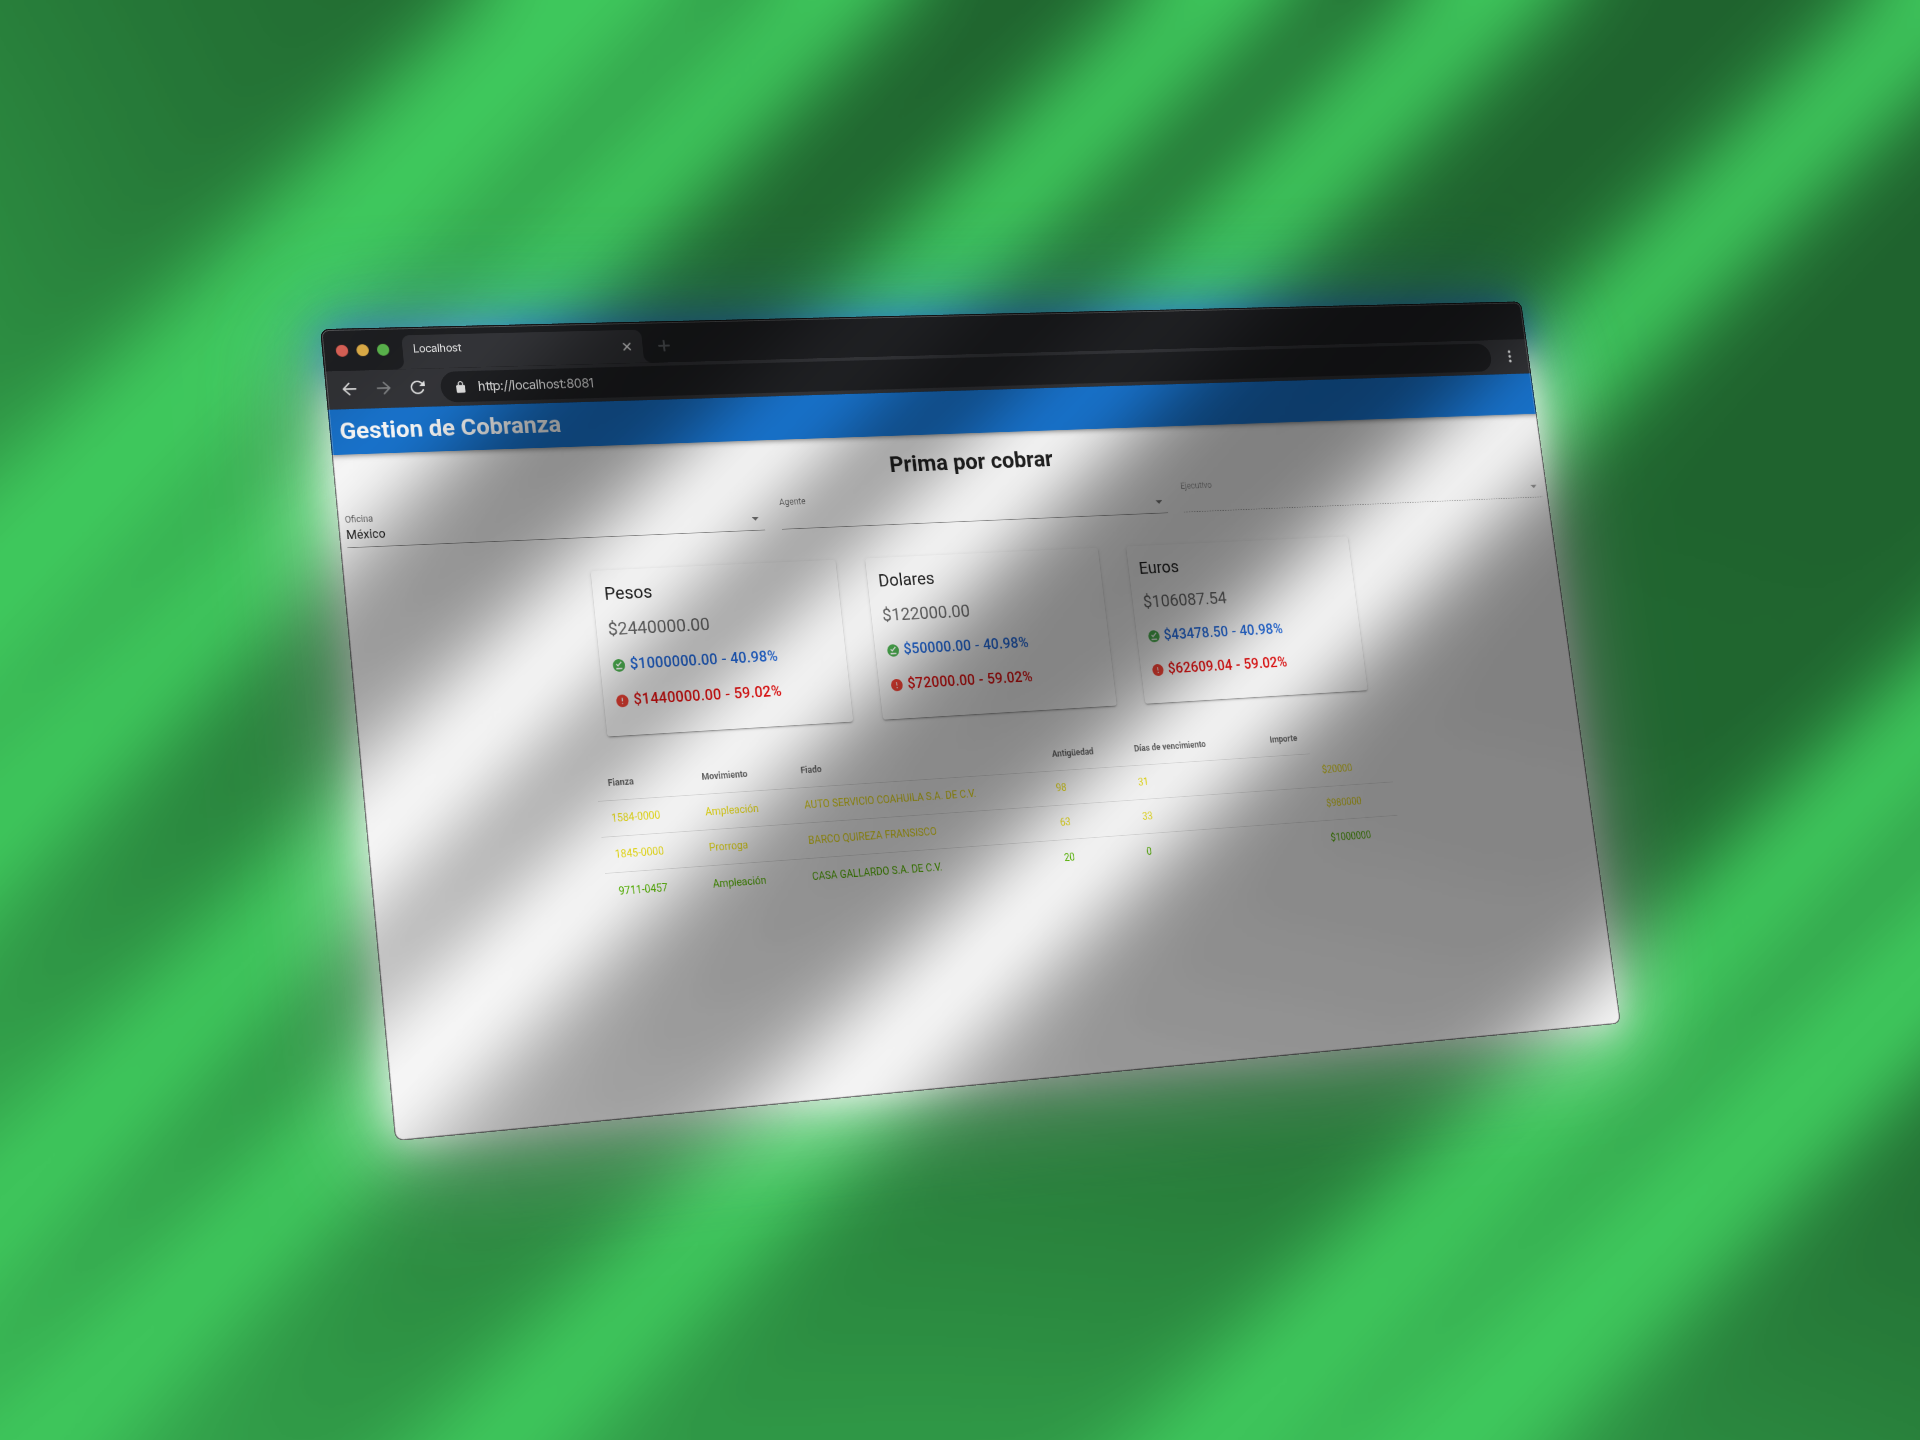 Localhost
http://localhost:8081
Gestion de Cobranza
Prima por cobrar
Oficina
México
Agente
Ejecutivo
Pesos
$2440000.00
$1000000.00 - 40.98%
$1440000.00 - 59.02%
Dolares
$122000.00
$50000.00 - 40.98%
$72000.00 - 59.02%
Euros
$106087.54
$43478.50 - 40.98%
$62609.04 - 59.02%
Fianza Movimiento Fiado Antigüedad Días de vencimiento Importe
1584-0000 Ampleación AUTO SERVICIO COAHUILA S.A. DE C.V. 98 31 $20000
1845-0000 Prorroga BARCO QUIREZA FRANSISCO 63 33 $980000
9711-0457 Ampleación CASA GALLARDO S.A. DE C.V. 20 0 $1000000